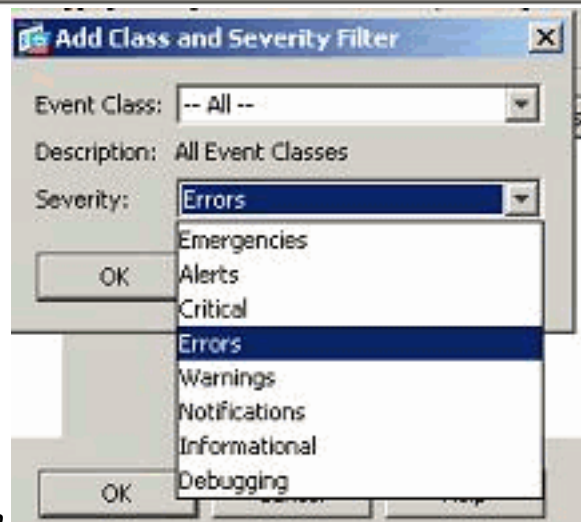 Add Class and Severity Filter
Event Class: -- All --
Description: All Event Classes
Severity: Errors
Emergencies
OK Alerts
Critical
Errors
Warnings
Notifications
Informational
OK Debugging